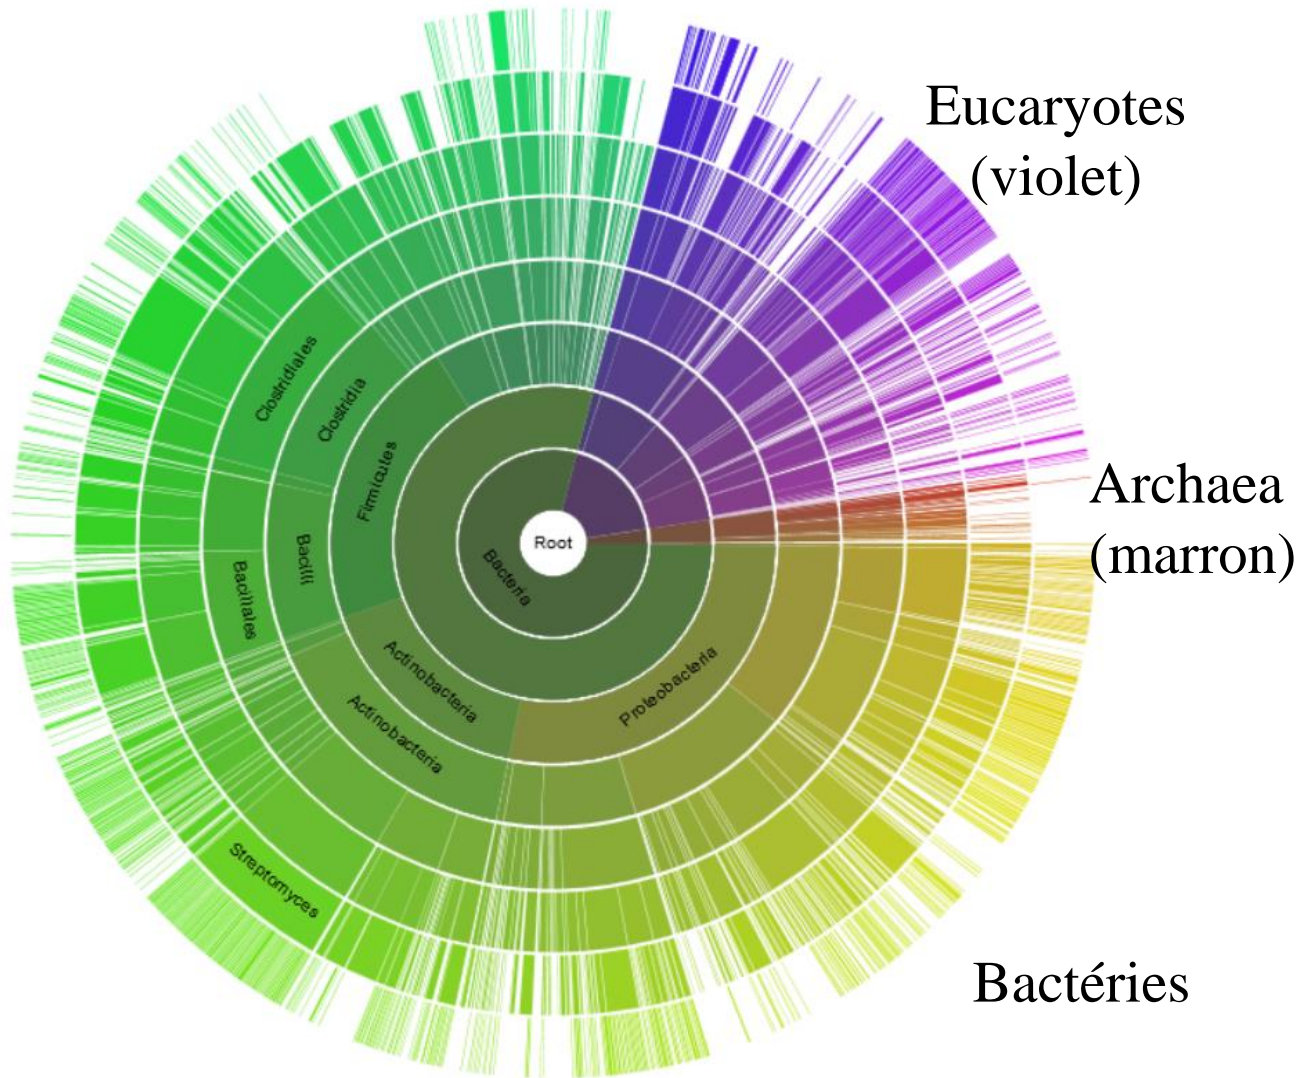 Eucaryotes
(violet)
Archaea
(marron)
Bactéries
Root
Bacteria
Firmicutes
Clostridia
Clostridiales
Bacilli
Bacillales
Actinobacteria
Actinobacteria
Streptomyces
Proteobacteria